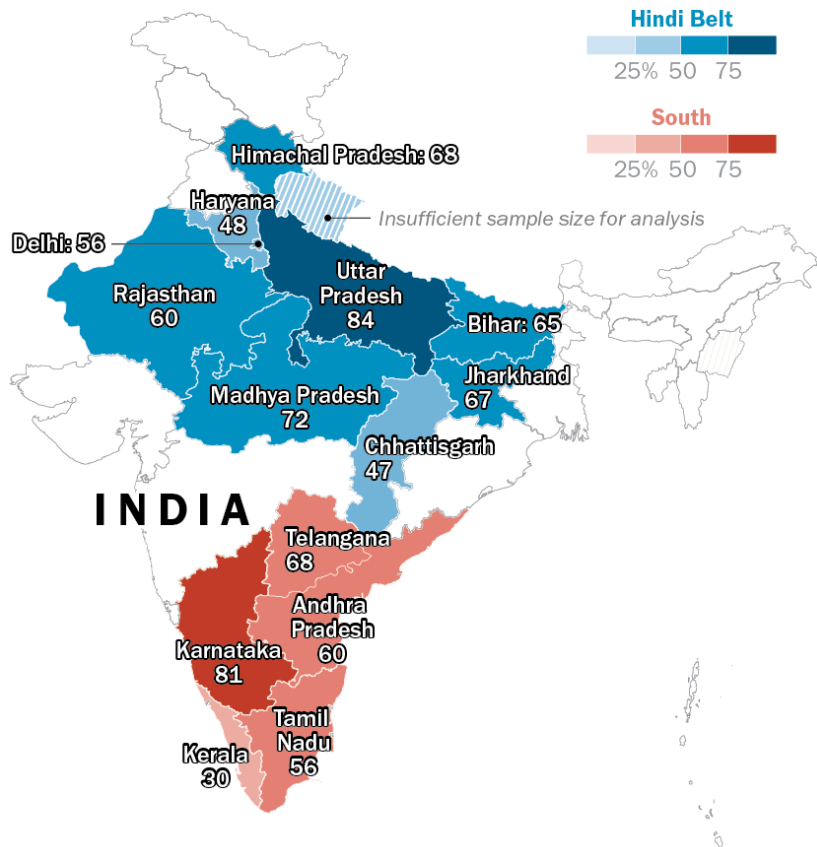 Hindi Belt
25% 50 75
South
25% 50 75
Himachal Pradesh: 68
Haryana
48
Insufficient sample size for analysis
Delhi: 56
Uttar
Pradesh
84
Rajasthan
60
Bihar: 65
Jharkhand
67
Madhya Pradesh
72
Chhattisgarh
47
INDIA
Telangana
68
Andhra
Pradesh
60
Karnataka
81
Tamil
Nadu
56
Kerala
30